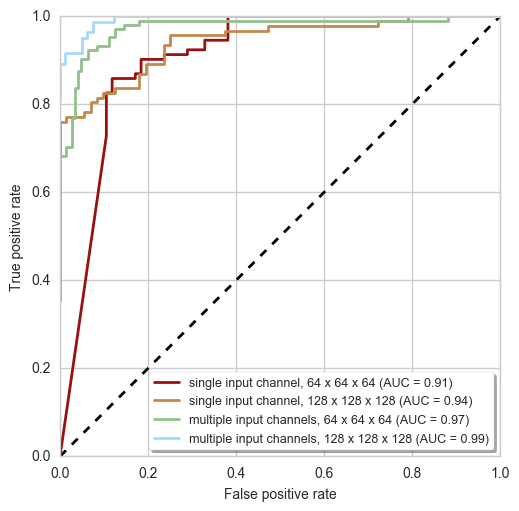 1.0
0.8
0.6
0.4
0.2
0.0
0.0 0.2 0.4 0.6 0.8 1.0
True positive rate
False positive rate
single input channel, 64 x 64 x 64 (AUC = 0.91)
single input channel, 128 x 128 x 128 (AUC = 0.94)
multiple input channels, 64 x 64 x 64 (AUC = 0.97)
multiple input channels, 128 x 128 x 128 (AUC = 0.99)